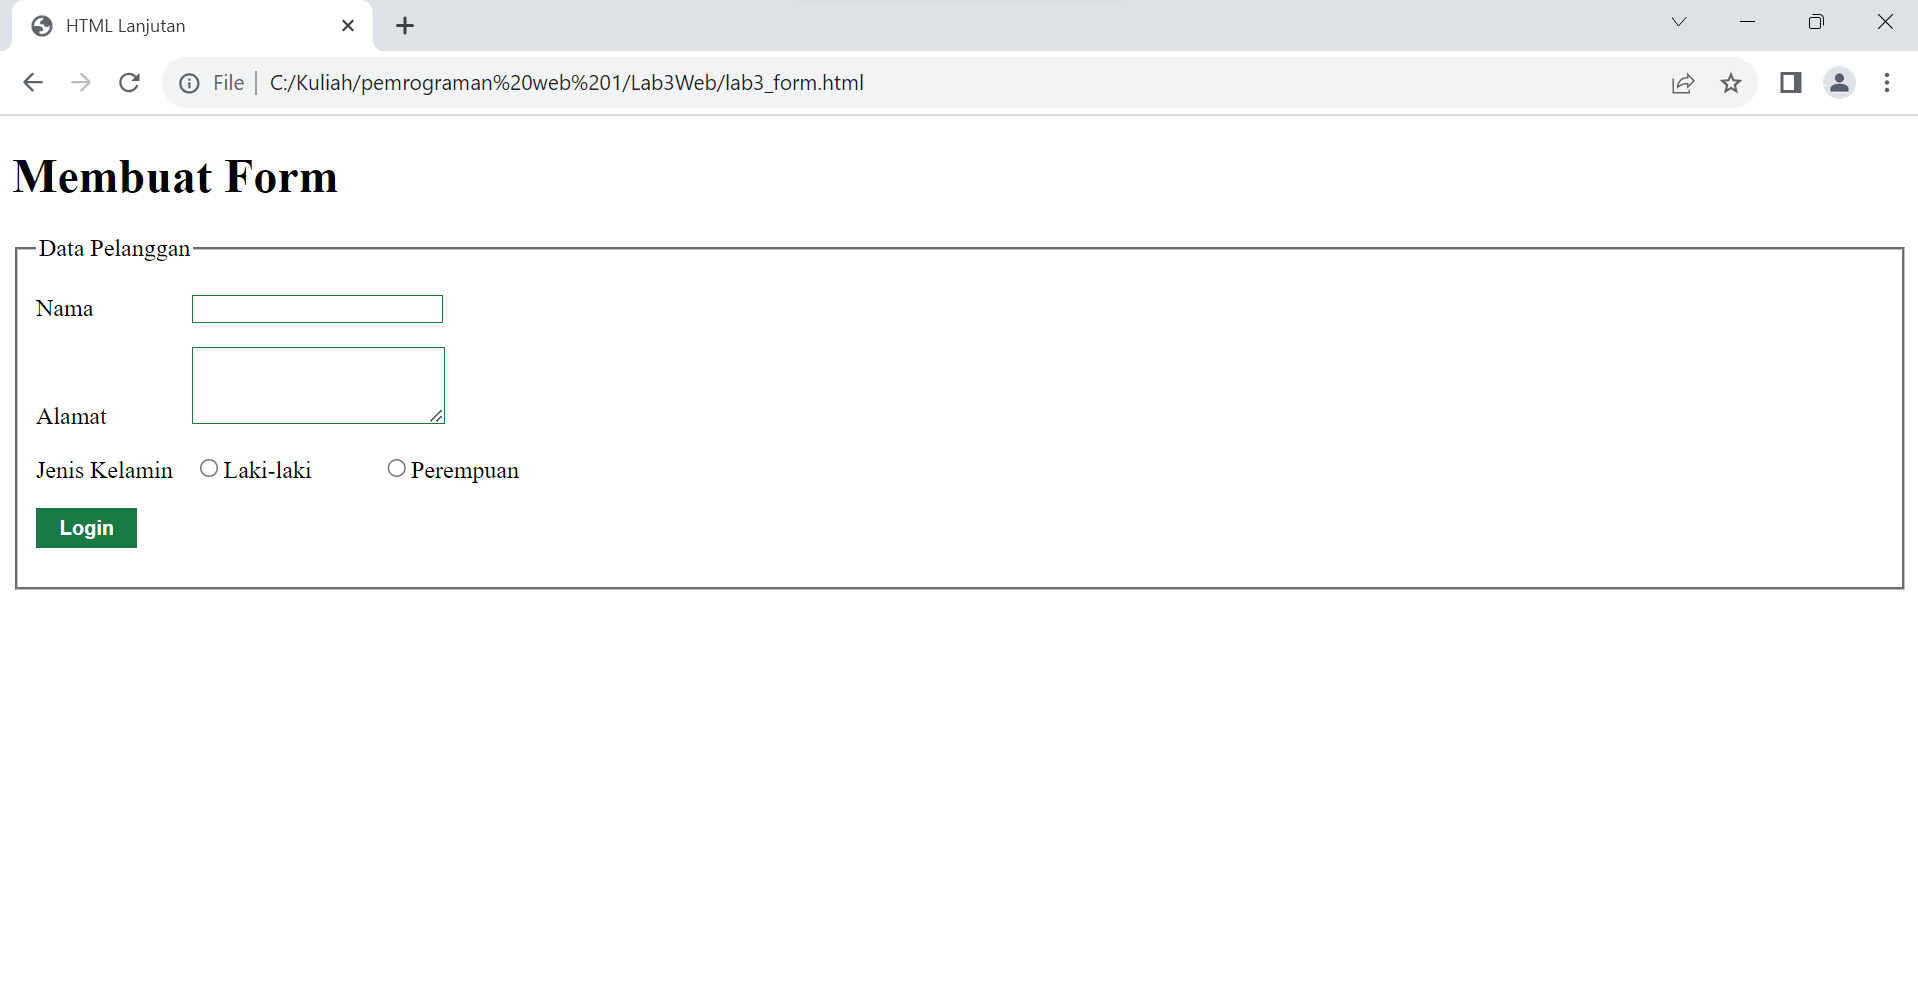 HTML Lanjutan
File C:/Kuliah/pemrograman%20web%201/Lab3Web/lab3_form.html
Membuat Form
Data Pelanggan
Nama
Alamat
Jenis Kelamin Laki-laki Perempuan
Login